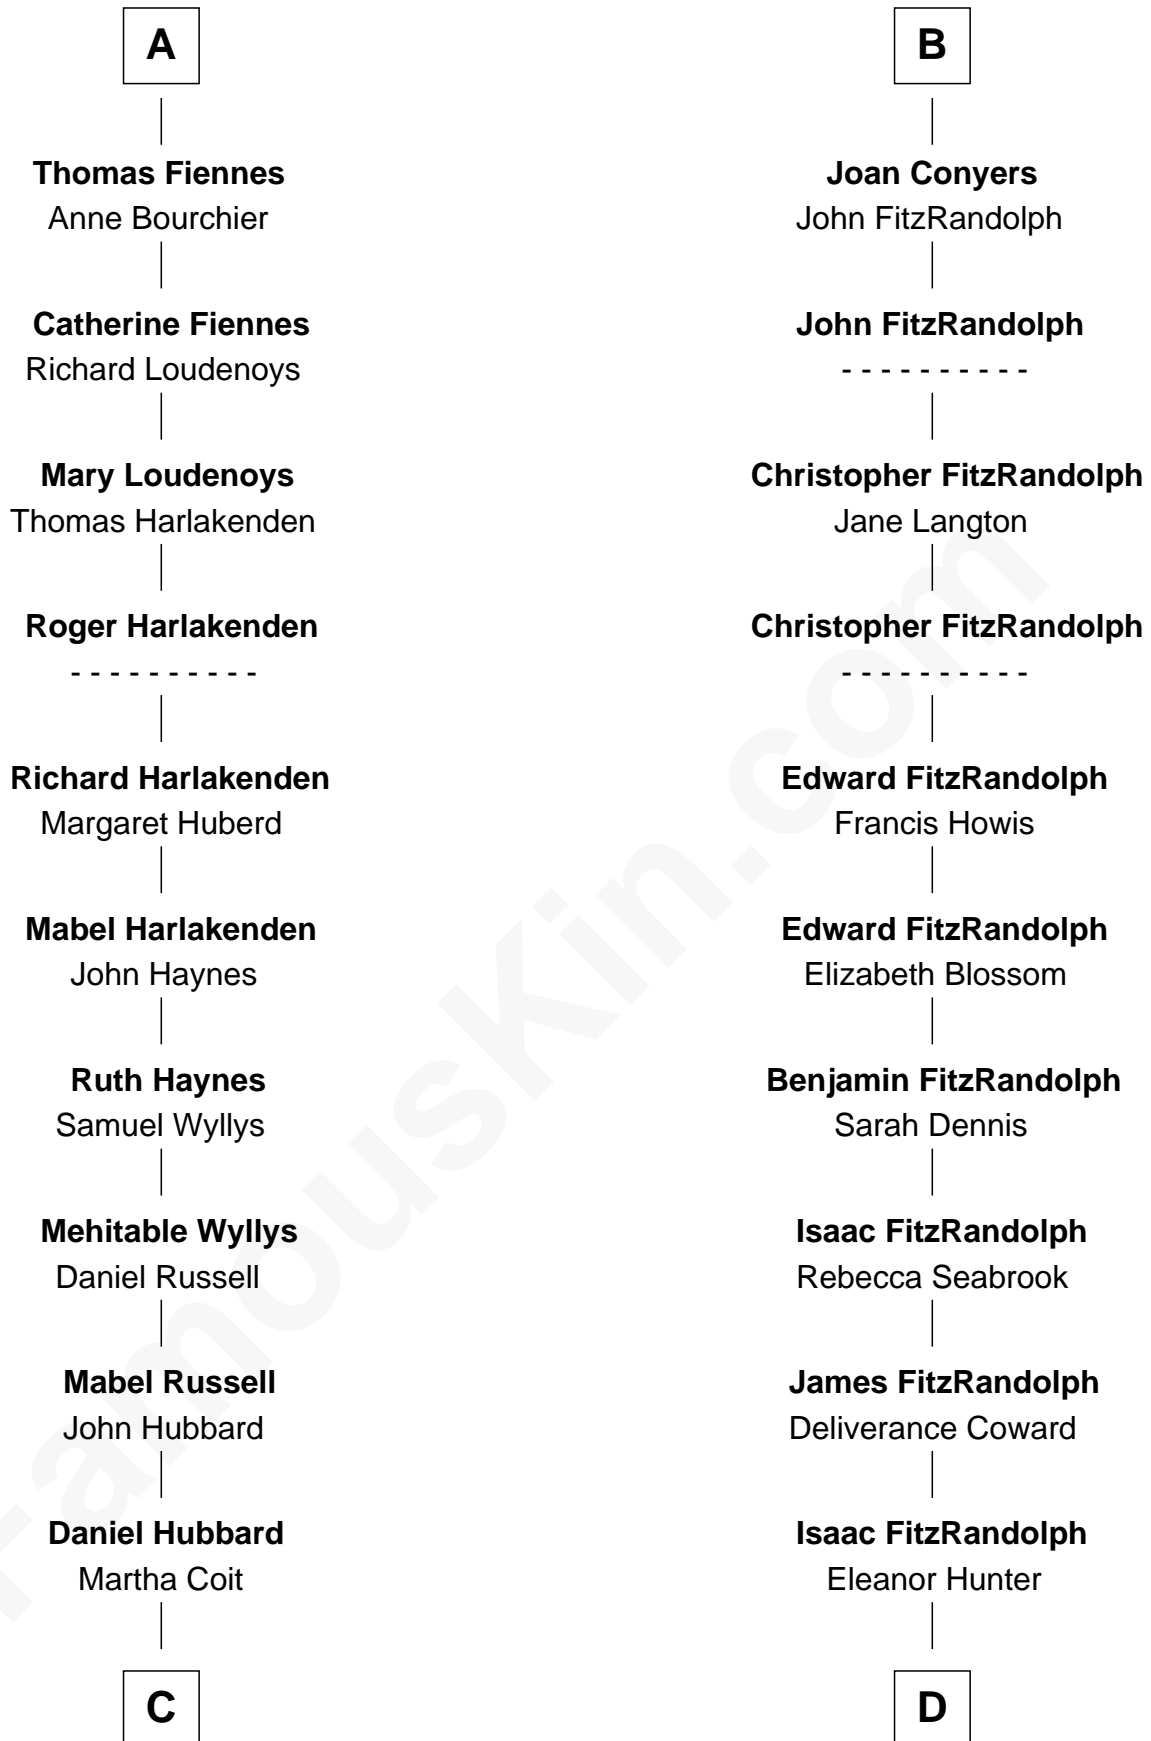 A
Thomas Fiennes
Anne Bourchier
Catherine Fiennes
Richard Loudenoys
Mary Loudenoys
Thomas Harlakenden
Roger Harlakenden
- - - - - - - - - -
Richard Harlakenden
Margaret Huberd
Mabel Harlakenden
John Haynes
Ruth Haynes
Samuel Wyllys
Mehitable Wyllys
Daniel Russell
Mabel Russell
John Hubbard
Daniel Hubbard
Martha Coit
C
B
Joan Conyers
John FitzRandolph
John FitzRandolph
- - - - - - - - - -
Christopher FitzRandolph
Jane Langton
Christopher FitzRandolph
- - - - - - - - - -
Edward FitzRandolph
Francis Howis
Edward FitzRandolph
Elizabeth Blossom
Benjamin FitzRandolph
Sarah Dennis
Isaac FitzRandolph
Rebecca Seabrook
James FitzRandolph
Deliverance Coward
Isaac FitzRandolph
Eleanor Hunter
D
FamousKin.com